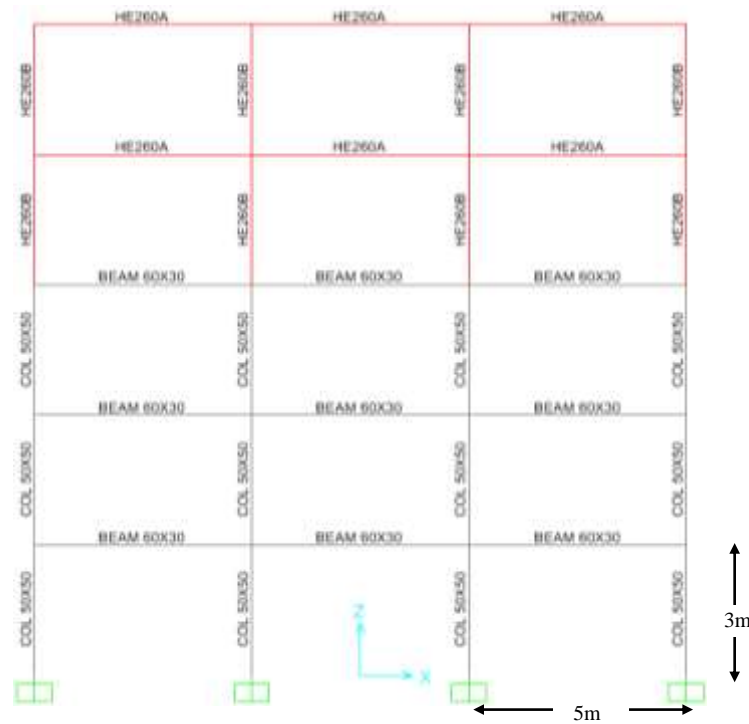 HE260A HE260A HE260A
HE260B HE260B HE260B HE260B
HE260A HE260A HE260A
HE260B HE260B HE260B HE260B
BEAM 60X30 BEAM 60X30 BEAM 60X30
COL 50X50 COL 50X50 COL 50X50 COL 50X50
BEAM 60X30 BEAM 60X30 BEAM 60X30
COL 50X50 COL 50X50 COL 50X50 COL 50X50
BEAM 60X30 BEAM 60X30 BEAM 60X30
COL 50X50 COL 50X50 COL 50X50 COL 50X50
Z
3m
X
5m